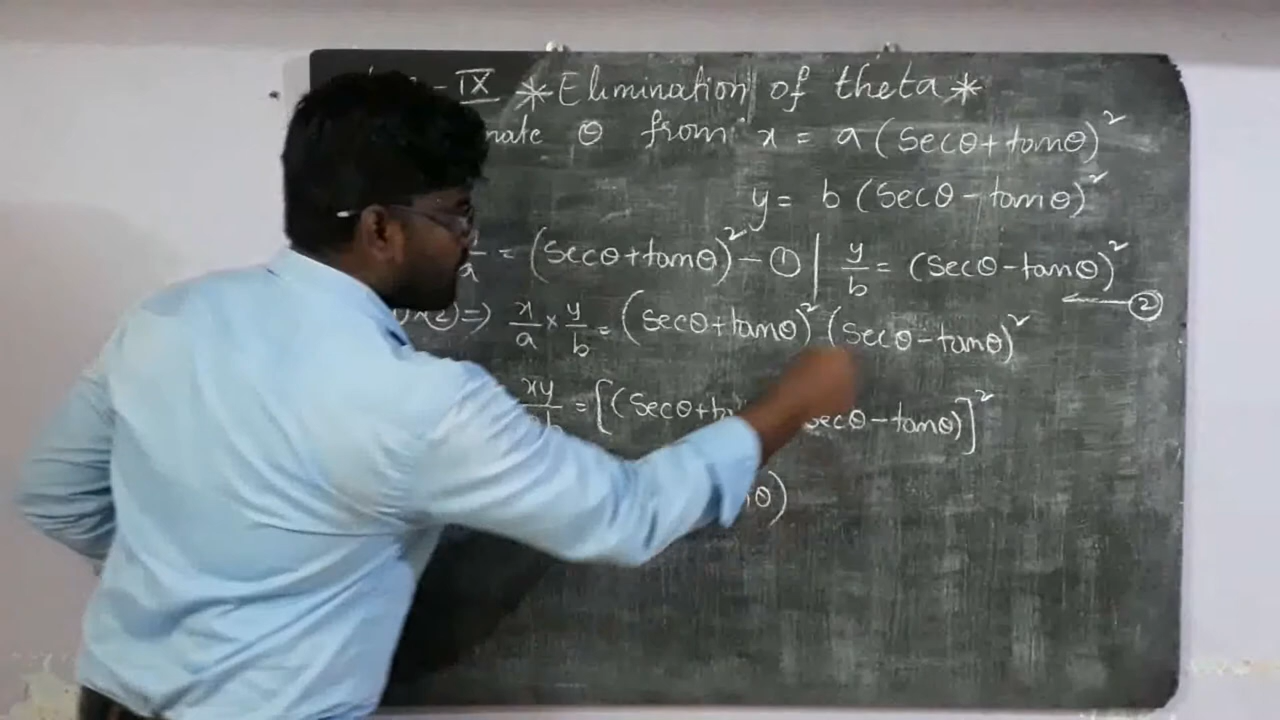 - IX * Elimination of theta *
θ from x = a (Secθ + tanθ)²
y = b (Secθ - tanθ)²
a = (Secθ + tanθ)² - ① | y/b = (Secθ - tanθ)²
②
=> x/a × y/b = (Secθ + tanθ)² (Secθ - tanθ)²
xy = [(Secθ + secθ - tanθ)]²
θ)